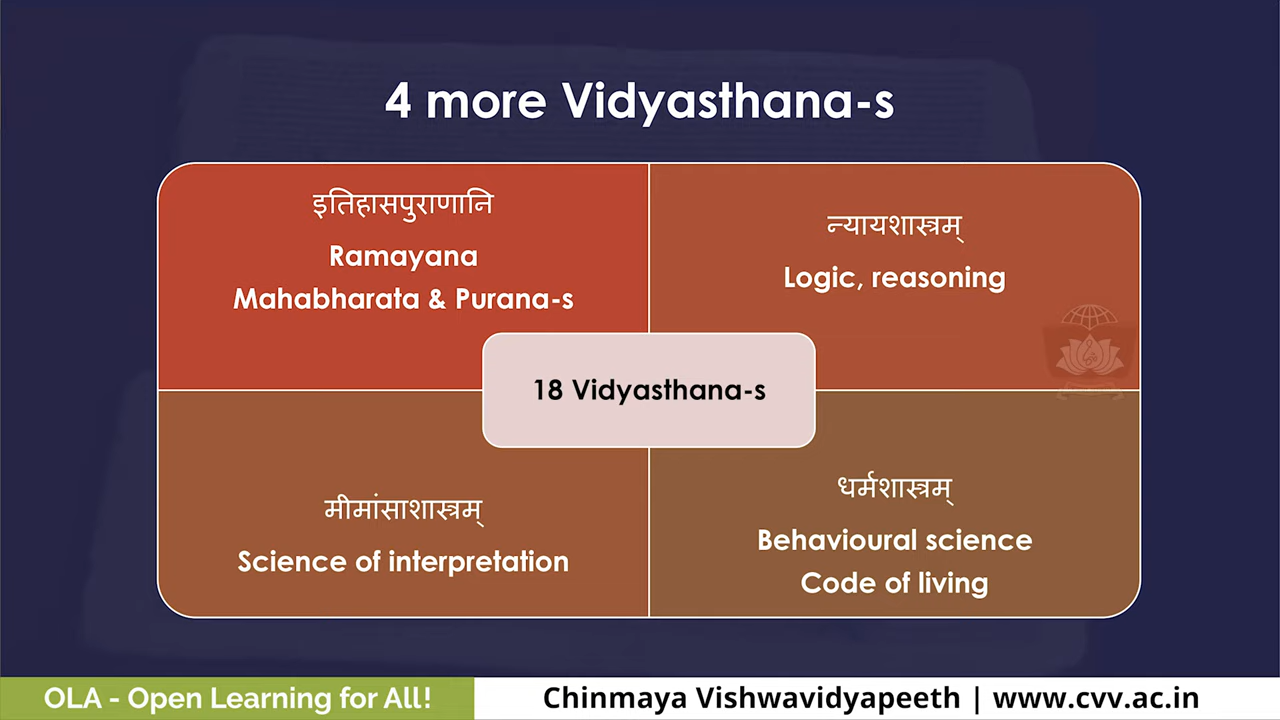 4 more Vidyasthana-s
इतिहासपुराणानि
Ramayana
Mahabharata & Purana-s
न्यायशास्त्रम्
Logic, reasoning
18 Vidyasthana-s
मीमांसाशास्त्रम्
Science of interpretation
धर्मशास्त्रम्
Behavioural science
Code of living
OLA - Open Learning for All!
Chinmaya Vishwavidyapeeth | www.cvv.ac.in